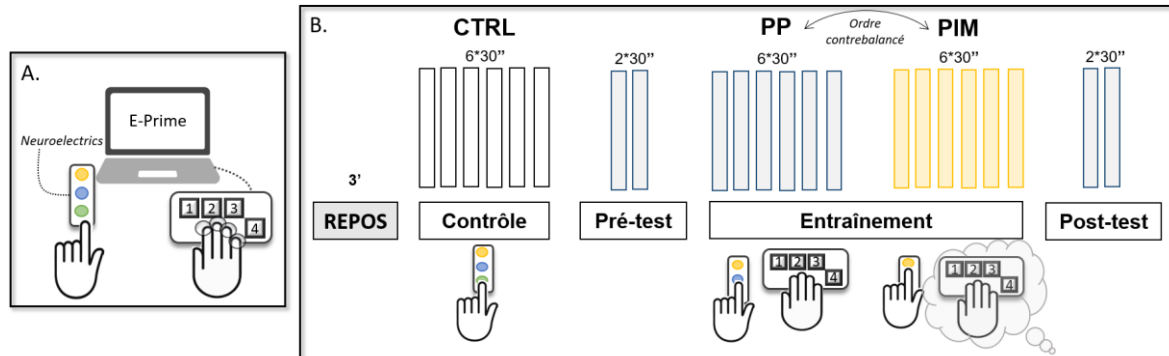 A.
E-Prime
Neuroelectrics
1 2 3
4
B.
CTRL
PP
Ordre
contrebalancé
PIM
6*30’’
2*30’’
6*30’’
6*30’’
2*30’’
3’
REPOS
Contrôle
Pré-test
Entraînement
Post-test
1 2 3
4
1 2 3
4